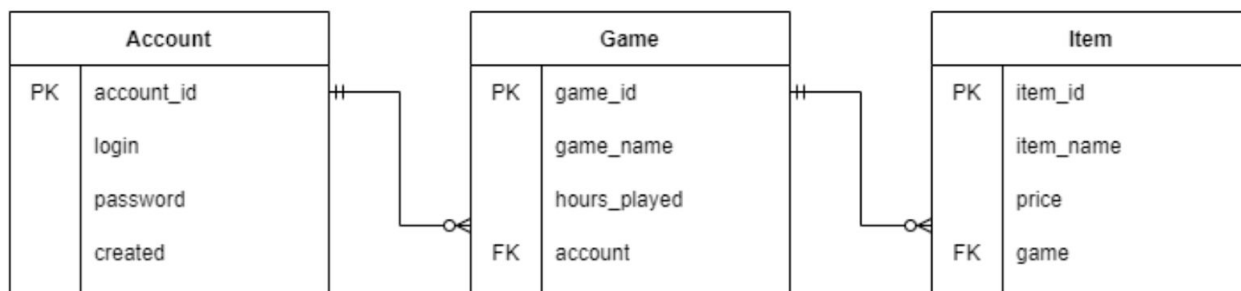 Account
PK account_id
login
password
created
Game
PK game_id
game_name
hours_played
FK account
Item
PK item_id
item_name
price
FK game